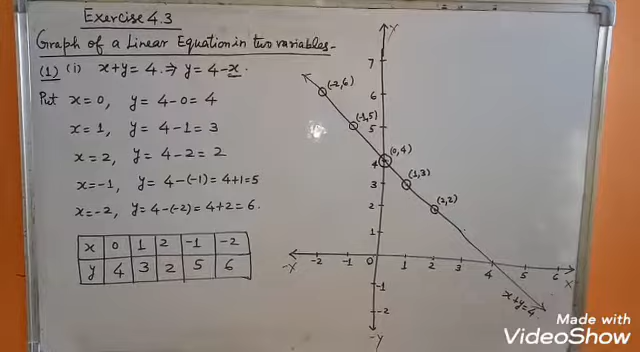 Exercise 4.3
Graph of a Linear Equation in two variables-
(1) (i) x+y=4 ⇒ y=4-x.
Put x=0, y=4-0=4
x=1, y=4-1=3
x=2, y=4-2=2
x=-1, y=4-(-1)=4+1=5
x=-2, y=4-(-2)=4+2=6.
x 0 1 2 -1 -2
y 4 3 2 5 6
Y
7
6
5
4
3
2
1
(-2,6)
(-1,5)
(0,4)
(1,3)
(2,2)
-X -2 -1 0 1 2 3 4 5 6 X
-1
-2
-Y
x+y=4
Made with
VideoShow